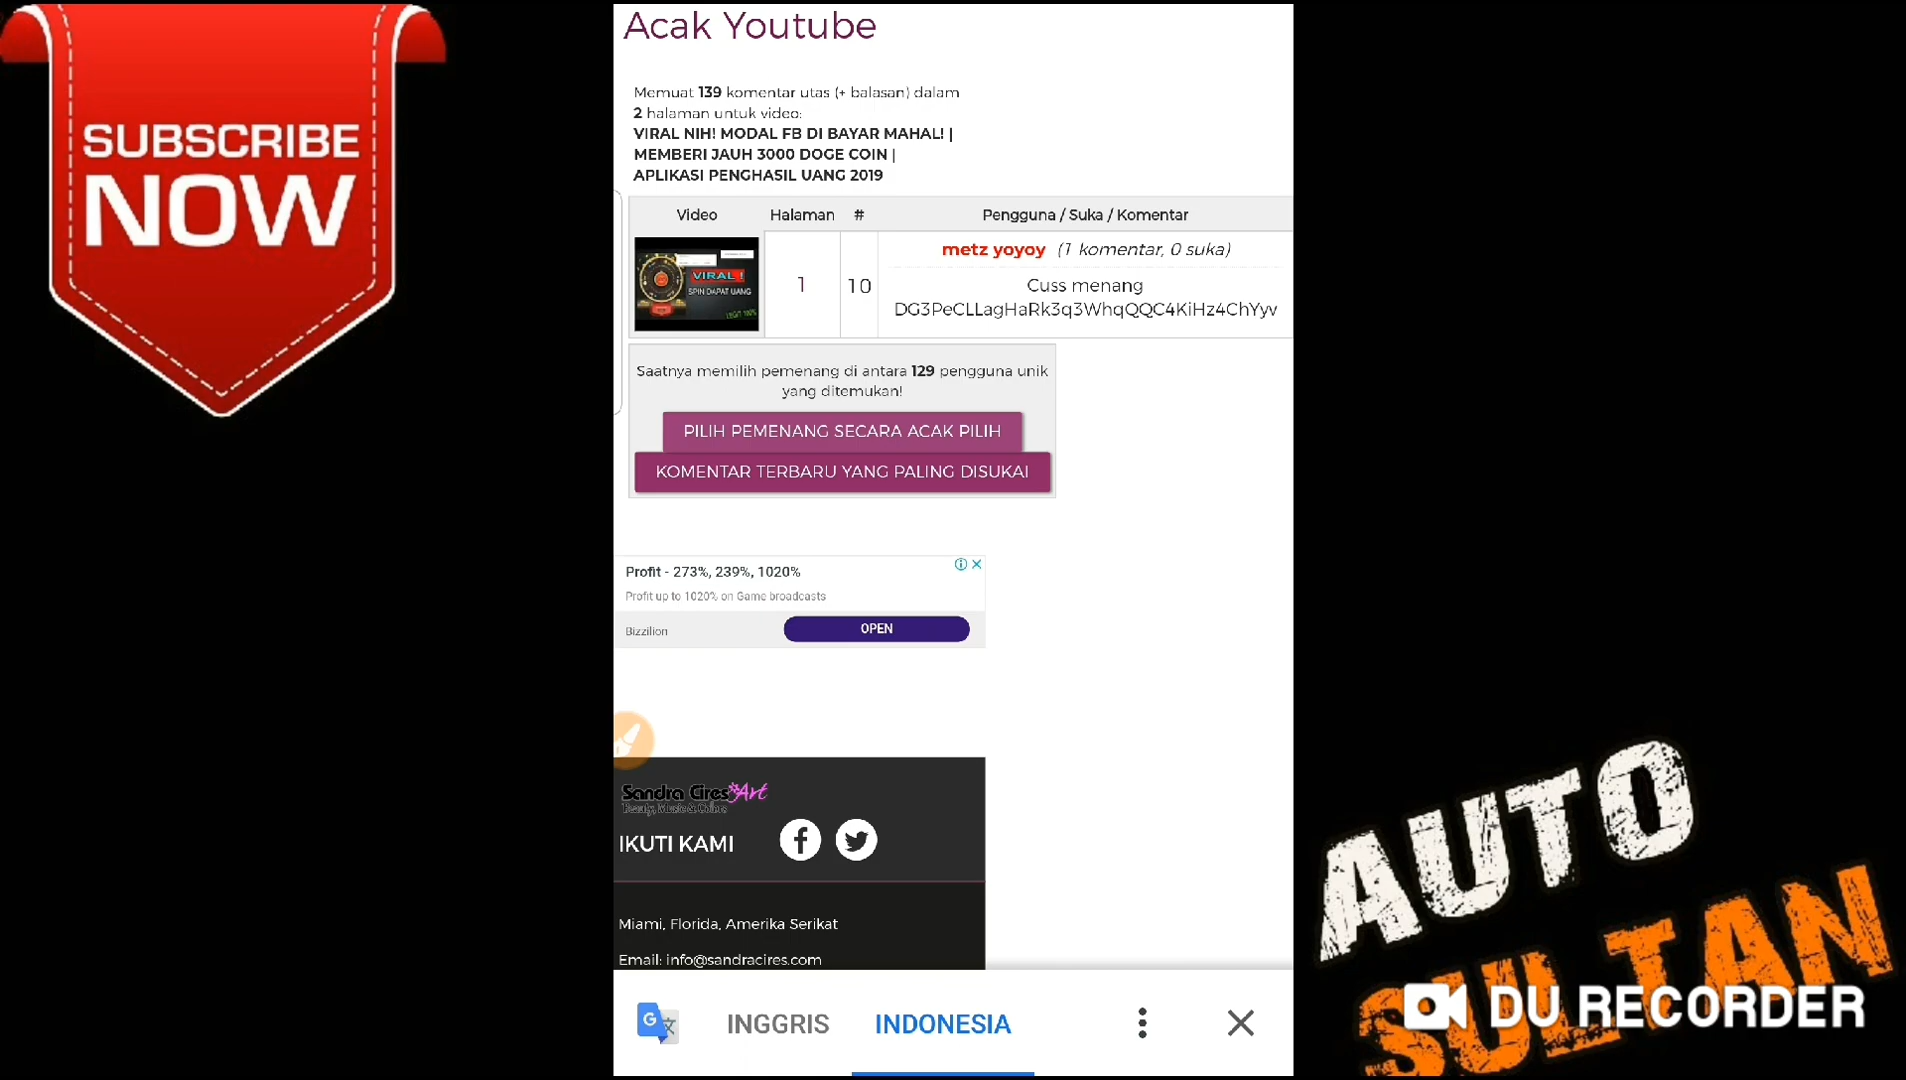 SUBSCRIBE
NOW
Acak Youtube
Memuat 139 komentar utas (+ balasan) dalam
2 halaman untuk video:
VIRAL NIH! MODAL FB DI BAYAR MAHAL! |
MEMBERI JAUH 3000 DOGE COIN |
APLIKASI PENGHASIL UANG 2019
Video Halaman # Pengguna / Suka / Komentar
VIRAL !
SPIN DAPAT UANG
LEGIT 100%
1 10
metz yoyoy (1 komentar, 0 suka)
Cuss menang
DG3PeCLLagHaRk3q3WhqQQC4KiHz4ChYyv
Saatnya memilih pemenang di antara 129 pengguna unik
yang ditemukan!
PILIH PEMENANG SECARA ACAK PILIH
KOMENTAR TERBARU YANG PALING DISUKAI
Profit - 273%, 239%, 1020%
Profit up to 1020% on Game broadcasts
Bizzilion OPEN
Sandra Cires Art
Beauty, Music & Colors
IKUTI KAMI
Miami, Florida, Amerika Serikat
Email: info@sandracires.com
INGGRIS INDONESIA
AUTO
SULTAN
DU RECORDER